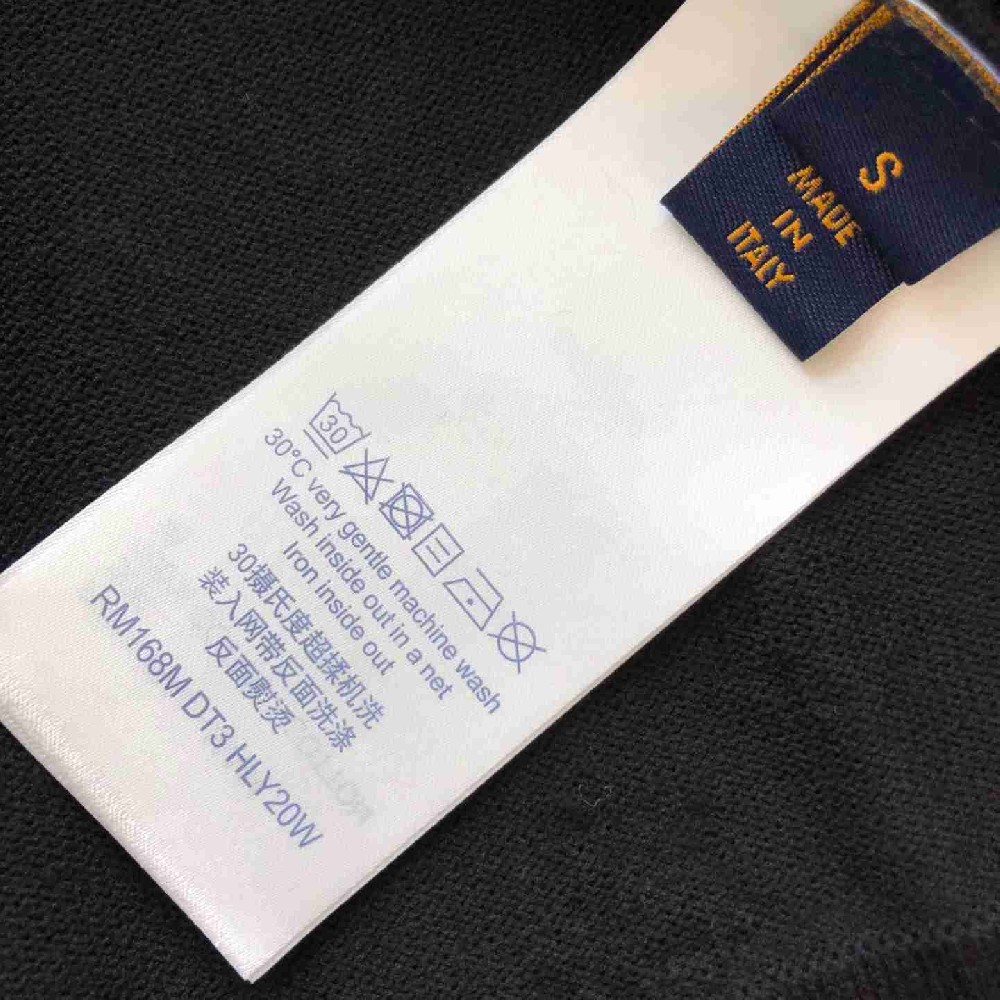 S
MADE
IN
ITALY
30
30°C very gentle machine wash
Wash inside out in a net
Iron inside out
30摄氏度超揉机洗
装入网带反面洗涤
反面熨烫
RM168M DT3 HLY20W